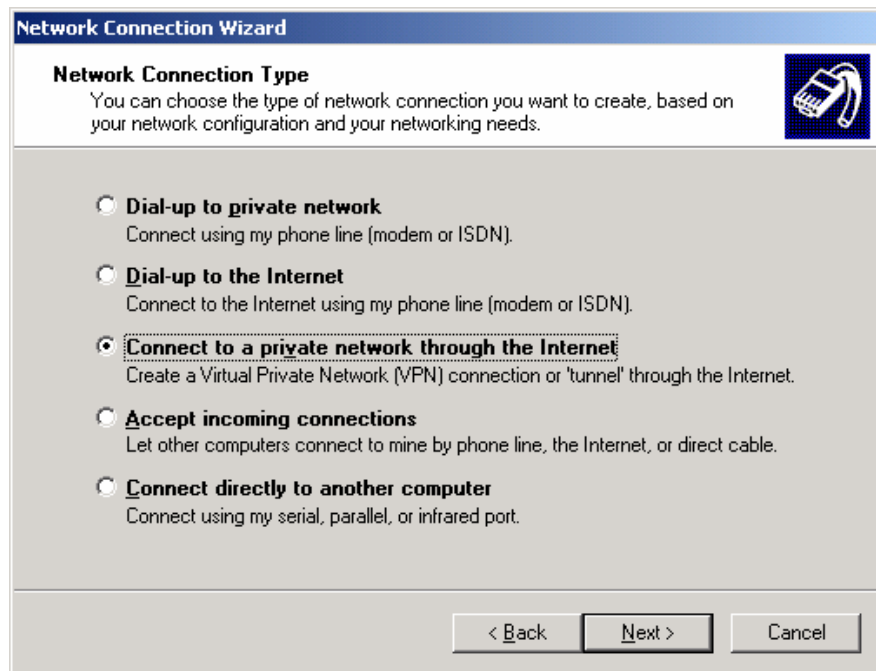 Network Connection Wizard
Network Connection Type
You can choose the type of network connection you want to create, based on
your network configuration and your networking needs.
Dial-up to private network
Connect using my phone line (modem or ISDN).
Dial-up to the Internet
Connect to the Internet using my phone line (modem or ISDN).
Connect to a private network through the Internet
Create a Virtual Private Network (VPN) connection or 'tunnel' through the Internet.
Accept incoming connections
Let other computers connect to mine by phone line, the Internet, or direct cable.
Connect directly to another computer
Connect using my serial, parallel, or infrared port.
< Back Next > Cancel